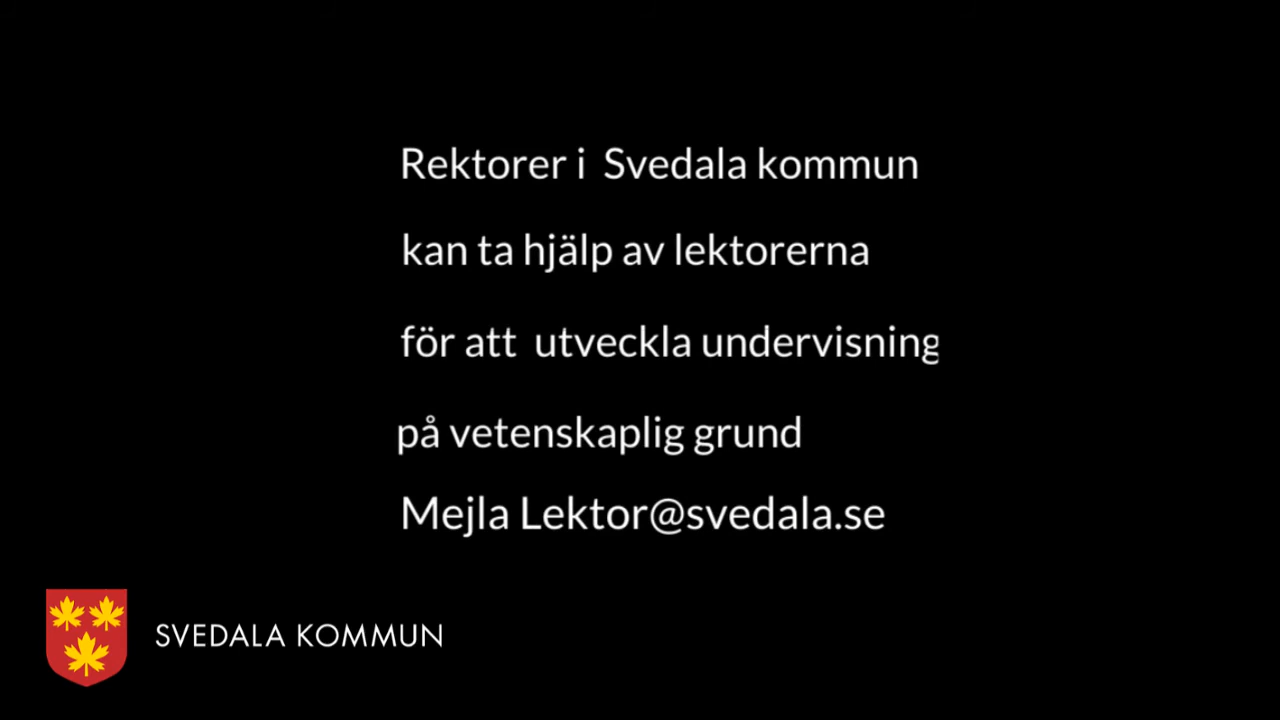 Rektorer i Svedala kommun
kan ta hjälp av lektorerna
för att utveckla undervisning
på vetenskaplig grund
Mejla Lektor@svedala.se
SVEDALA KOMMUN